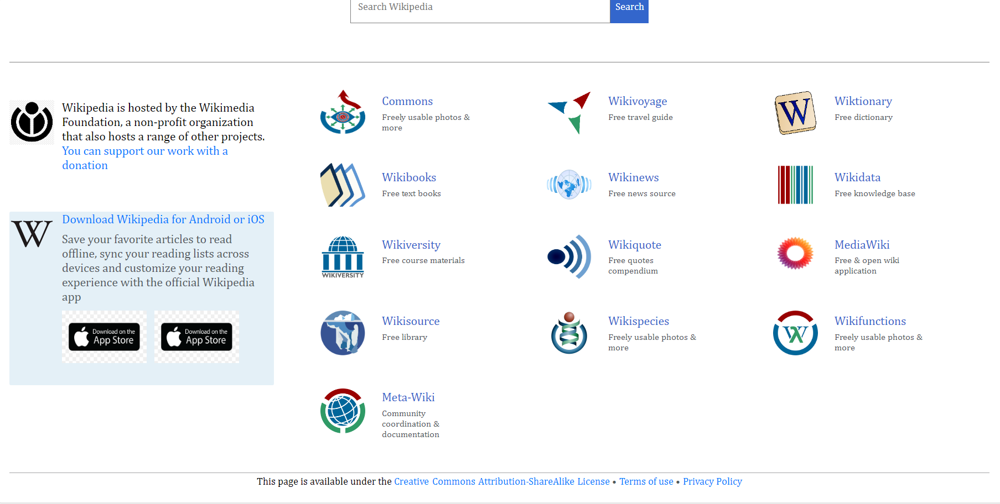 Search Wikipedia
Search
Wikipedia is hosted by the Wikimedia
Foundation, a non-profit organization
that also hosts a range of other projects.
You can support our work with a
donation
W
Download Wikipedia for Android or iOS
Save your favorite articles to read
offline, sync your reading lists across
devices and customize your reading
experience with the official Wikipedia
app
Download on the
App Store
Download on the
App Store
Commons
Freely usable photos &
more
Wikivoyage
Free travel guide
W
Wiktionary
Free dictionary
Wikibooks
Free text books
Wikinews
Free news source
Wikidata
Free knowledge base
WIKIVERSITY
Wikiversity
Free course materials
Wikiquote
Free quotes
compendium
MediaWiki
Free & open wiki
application
Wikisource
Free library
Wikispecies
Freely usable photos &
more
Wλ
Wikifunctions
Freely usable photos &
more
Meta-Wiki
Community
coordination &
documentation
This page is available under the Creative Commons Attribution-ShareAlike License • Terms of use • Privacy Policy